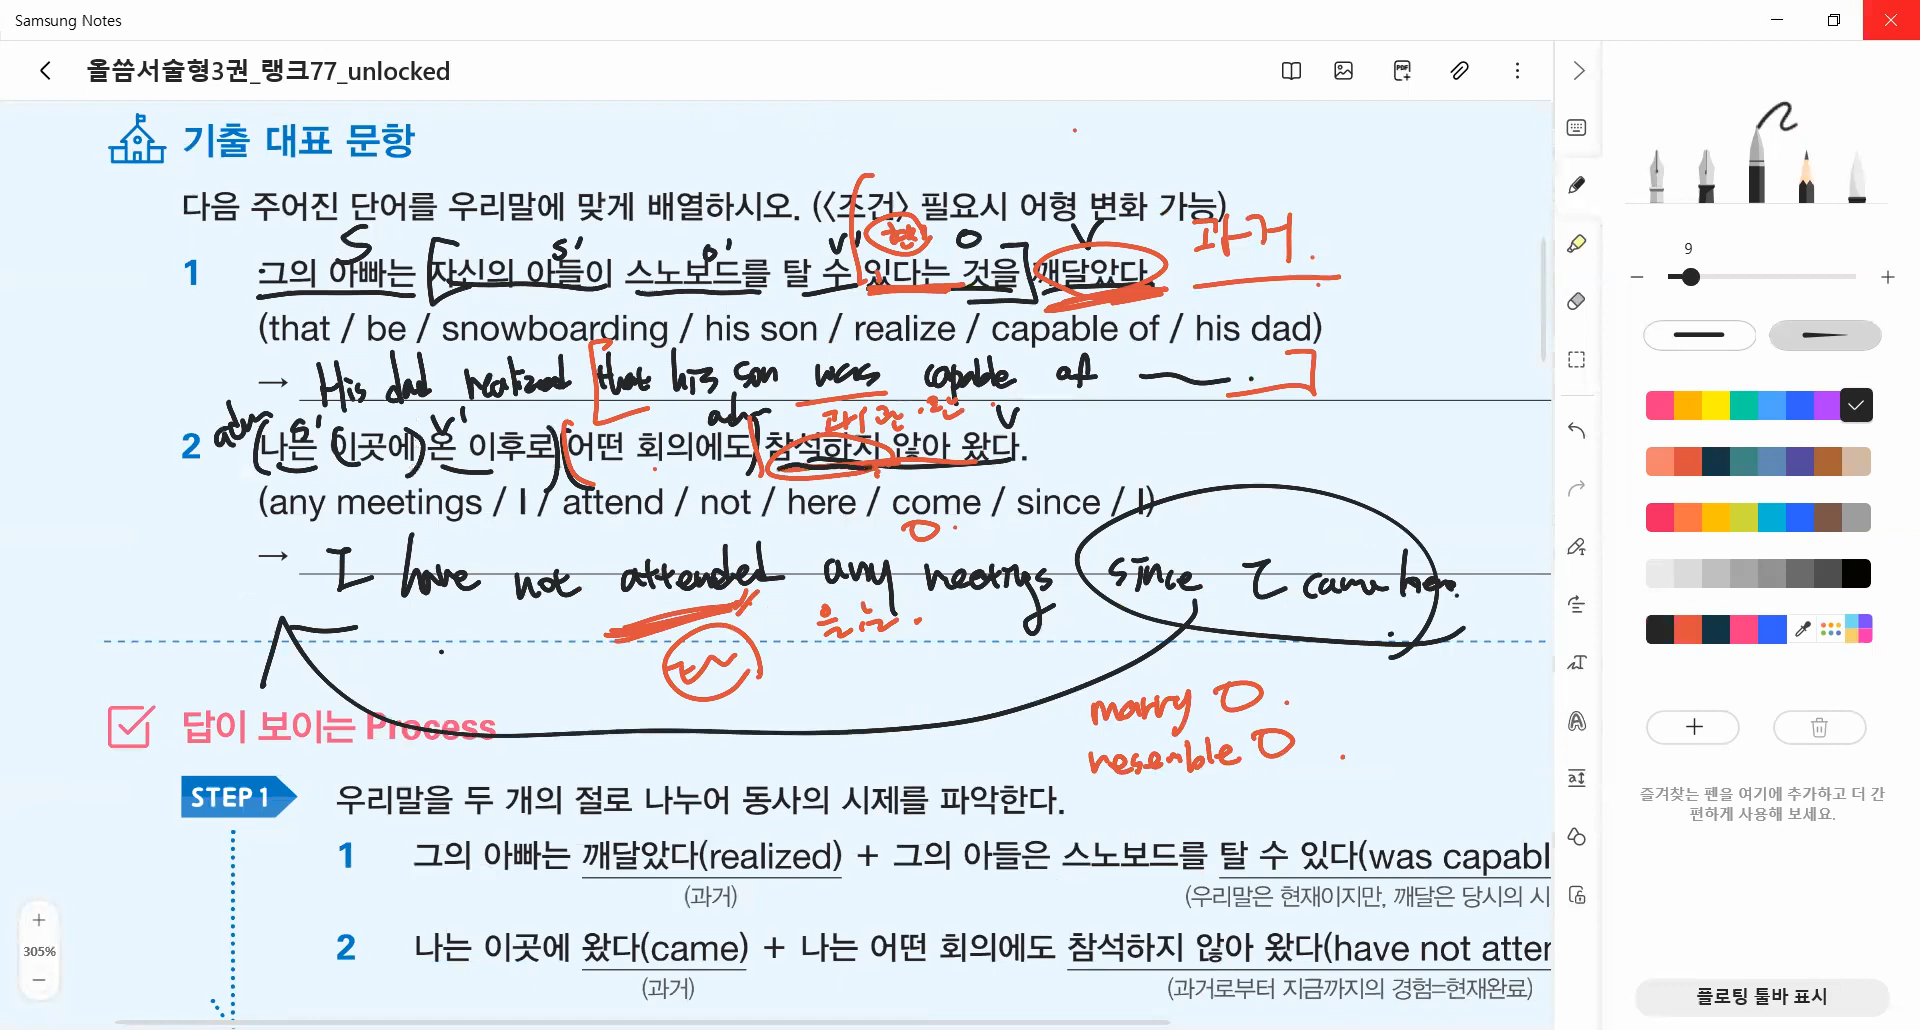 Samsung Notes
올씀서술형3권_랭크77_unlocked
기출 대표 문항
다음 주어진 단어를 우리말에 맞게 배열하시오. (〈조건〉 필요시 어형 변화 가능)
S s' o' v' 현 O V 과거
1 그의 아빠는 자신의 아들이 스노보드를 탈 수 있다는 것을 깨달았다.
(that / be / snowboarding / his son / realize / capable of / his dad)
→ His dad realized that his son was capable of
adv s' v' adv v
2 나는 이곳에 온 이후로 어떤 회의에도 참석하지 않아 왔다.
(any meetings / I / attend / not / here / come / since / I)
→ I have not attended any meetings since I came here.
을/는
marry O
resemble O
답이 보이는 Process
STEP 1 우리말을 두 개의 절로 나누어 동사의 시제를 파악한다.
1 그의 아빠는 깨달았다(realized) + 그의 아들은 스노보드를 탈 수 있다(was capabl
(과거) (우리말은 현재이지만, 깨달은 당시의 시
2 나는 이곳에 왔다(came) + 나는 어떤 회의에도 참석하지 않아 왔다(have not atter
(과거) (과거로부터 지금까지의 경험=현재완료)
305%
9
즐겨찾는 펜을 여기에 추가하고 더 간
편하게 사용해 보세요.
플로팅 툴바 표시